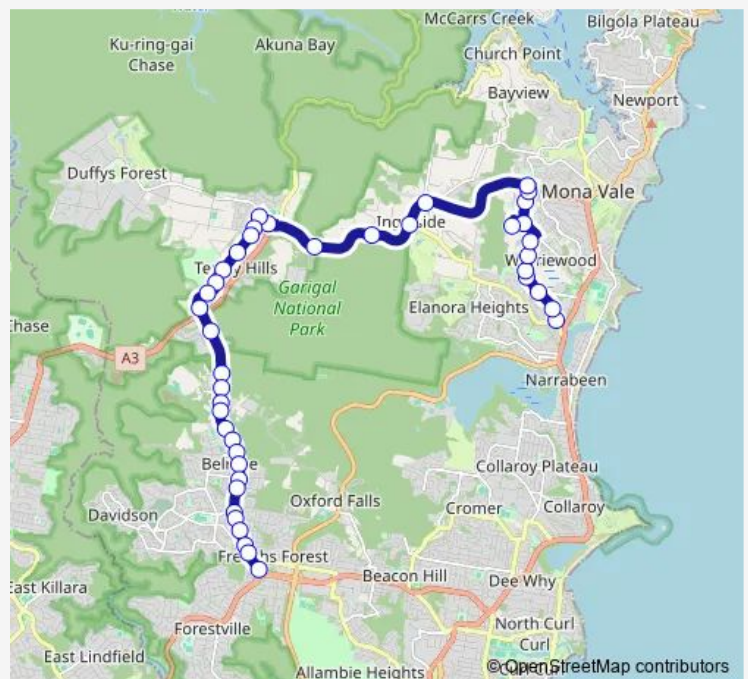 McCarrs Creek
Bilgola Plateau
Ku-ring-gai
Chase
Akuna Bay
Church Point
Bayview
Newport
Duffys Forest
Mona Vale
Terrey Hills
Garigal
National
Park
Elanora Heights
Chase
A3
Narrabeen
Collaroy Plateau
Oxford Falls
Cromer
Collaroy
Davidson
East Killara
Beacon Hill
Dee Why
Forestville
North Curl
Curl
East Lindfield
Allambie Heights
© OpenStreetMap contributors